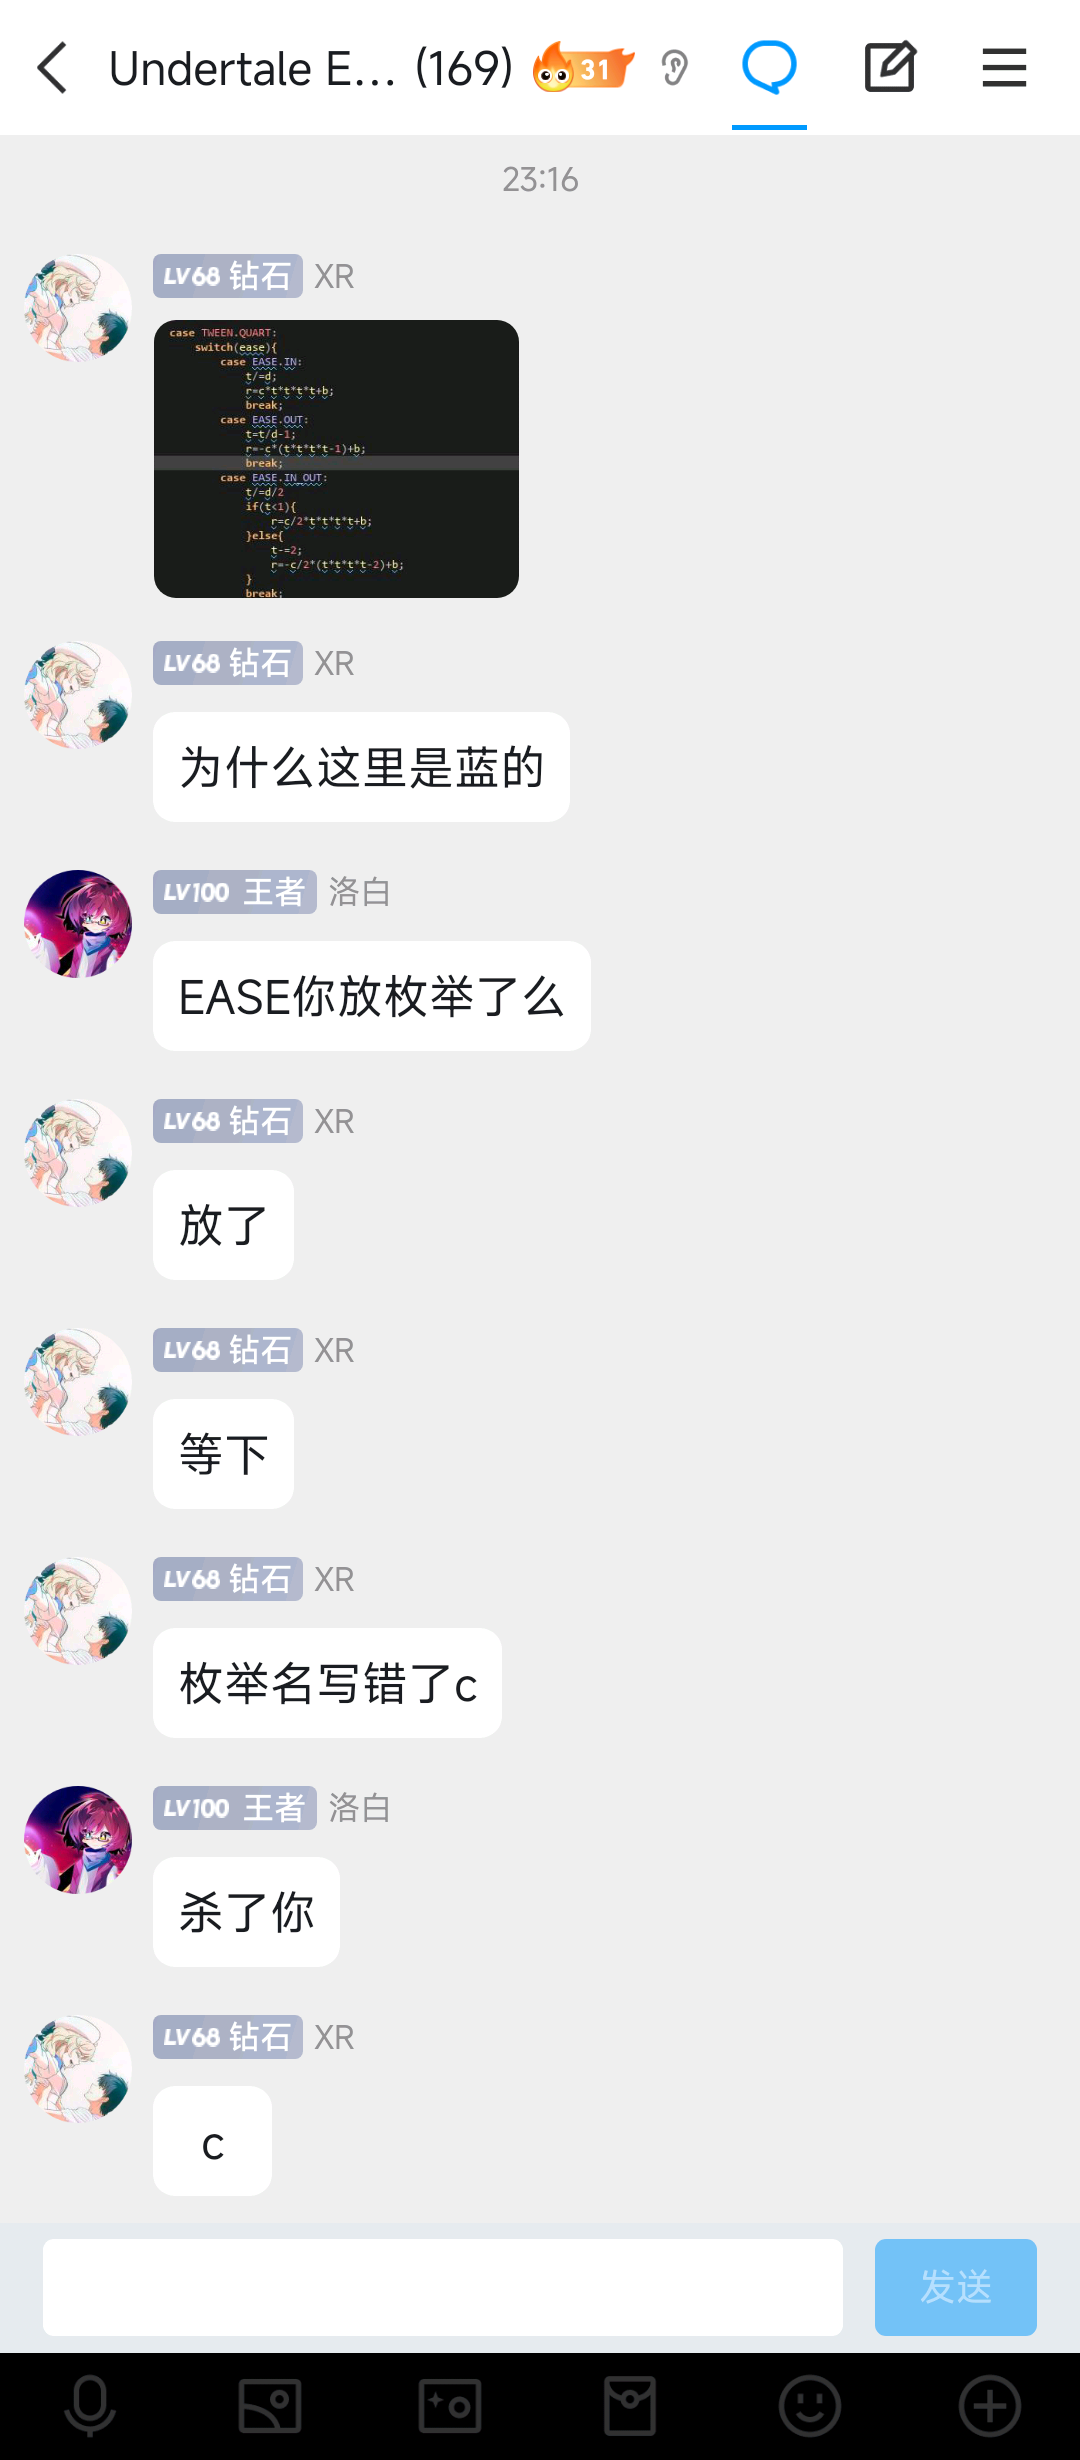 Undertale E... (169) 31
23:16
LV68 钻石 XR
case TWEEN.QUART:
switch(ease){
case EASE.IN:
t/=d;
r=c*t*t*t*t+b;
break;
case EASE.OUT:
t=t/d-1;
r=-c*(t*t*t*t-1)+b;
break;
case EASE.IN_OUT:
t/=d/2
if(t<1){
r=c/2*t*t*t*t+b;
}else{
t-=2;
r=-c/2*(t*t*t*t-2)+b;
}
break;
LV68 钻石 XR
为什么这里是蓝的
LV100 王者 洛白
EASE你放枚举了么
LV68 钻石 XR
放了
LV68 钻石 XR
等下
LV68 钻石 XR
枚举名写错了c
LV100 王者 洛白
杀了你
LV68 钻石 XR
c
发送